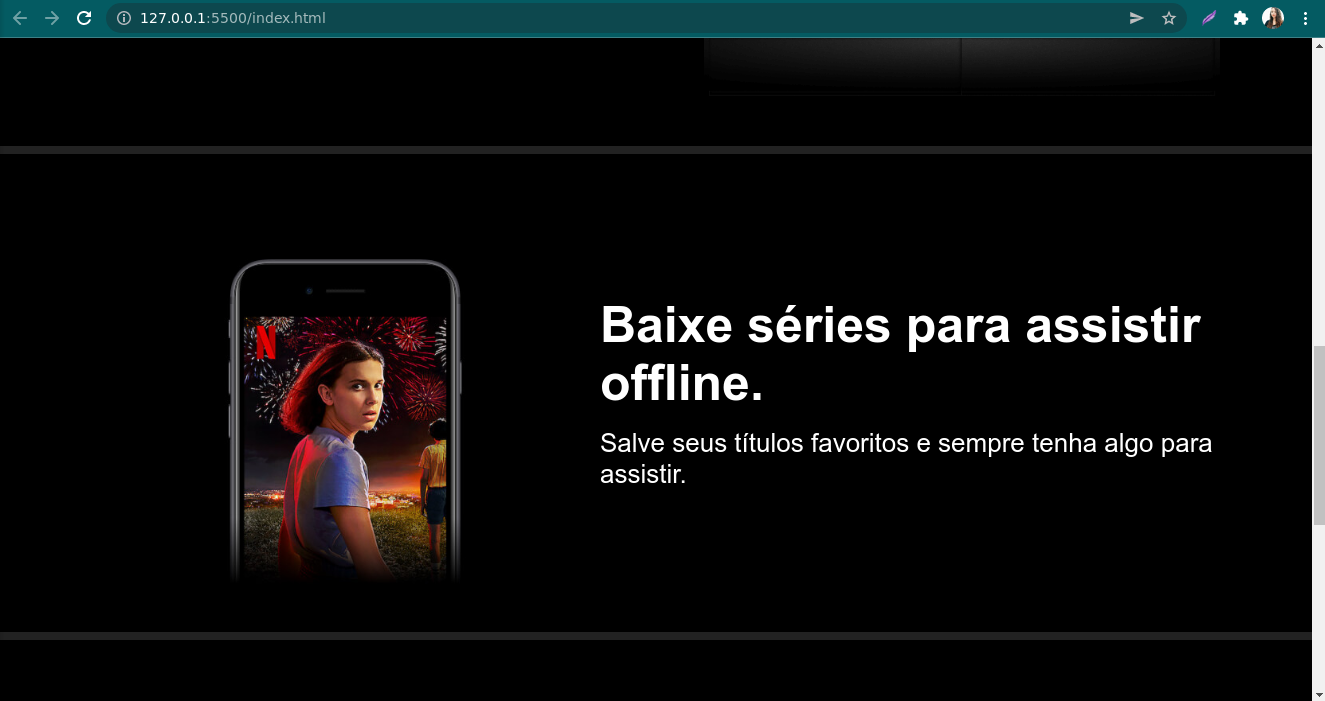 127.0.0.1:5500/index.html
N
Baixe séries para assistir
offline.
Salve seus títulos favoritos e sempre tenha algo para
assistir.